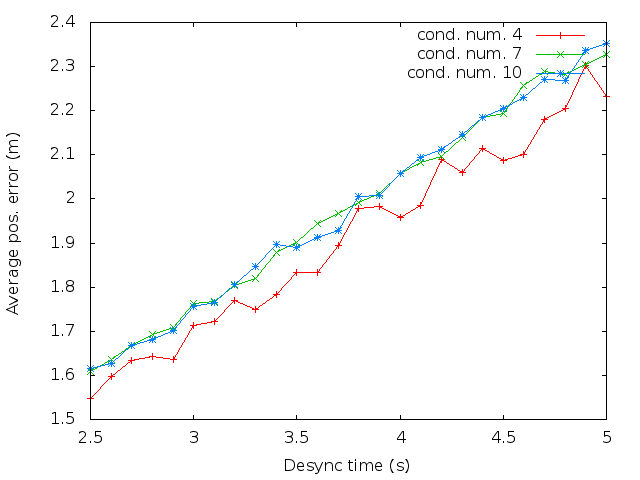 2.4
2.3
2.2
2.1
2
1.9
1.8
1.7
1.6
1.5
Average pos. error (m)
cond. num. 4
cond. num. 7
cond. num. 10
2.5 3 3.5 4 4.5 5
Desync time (s)